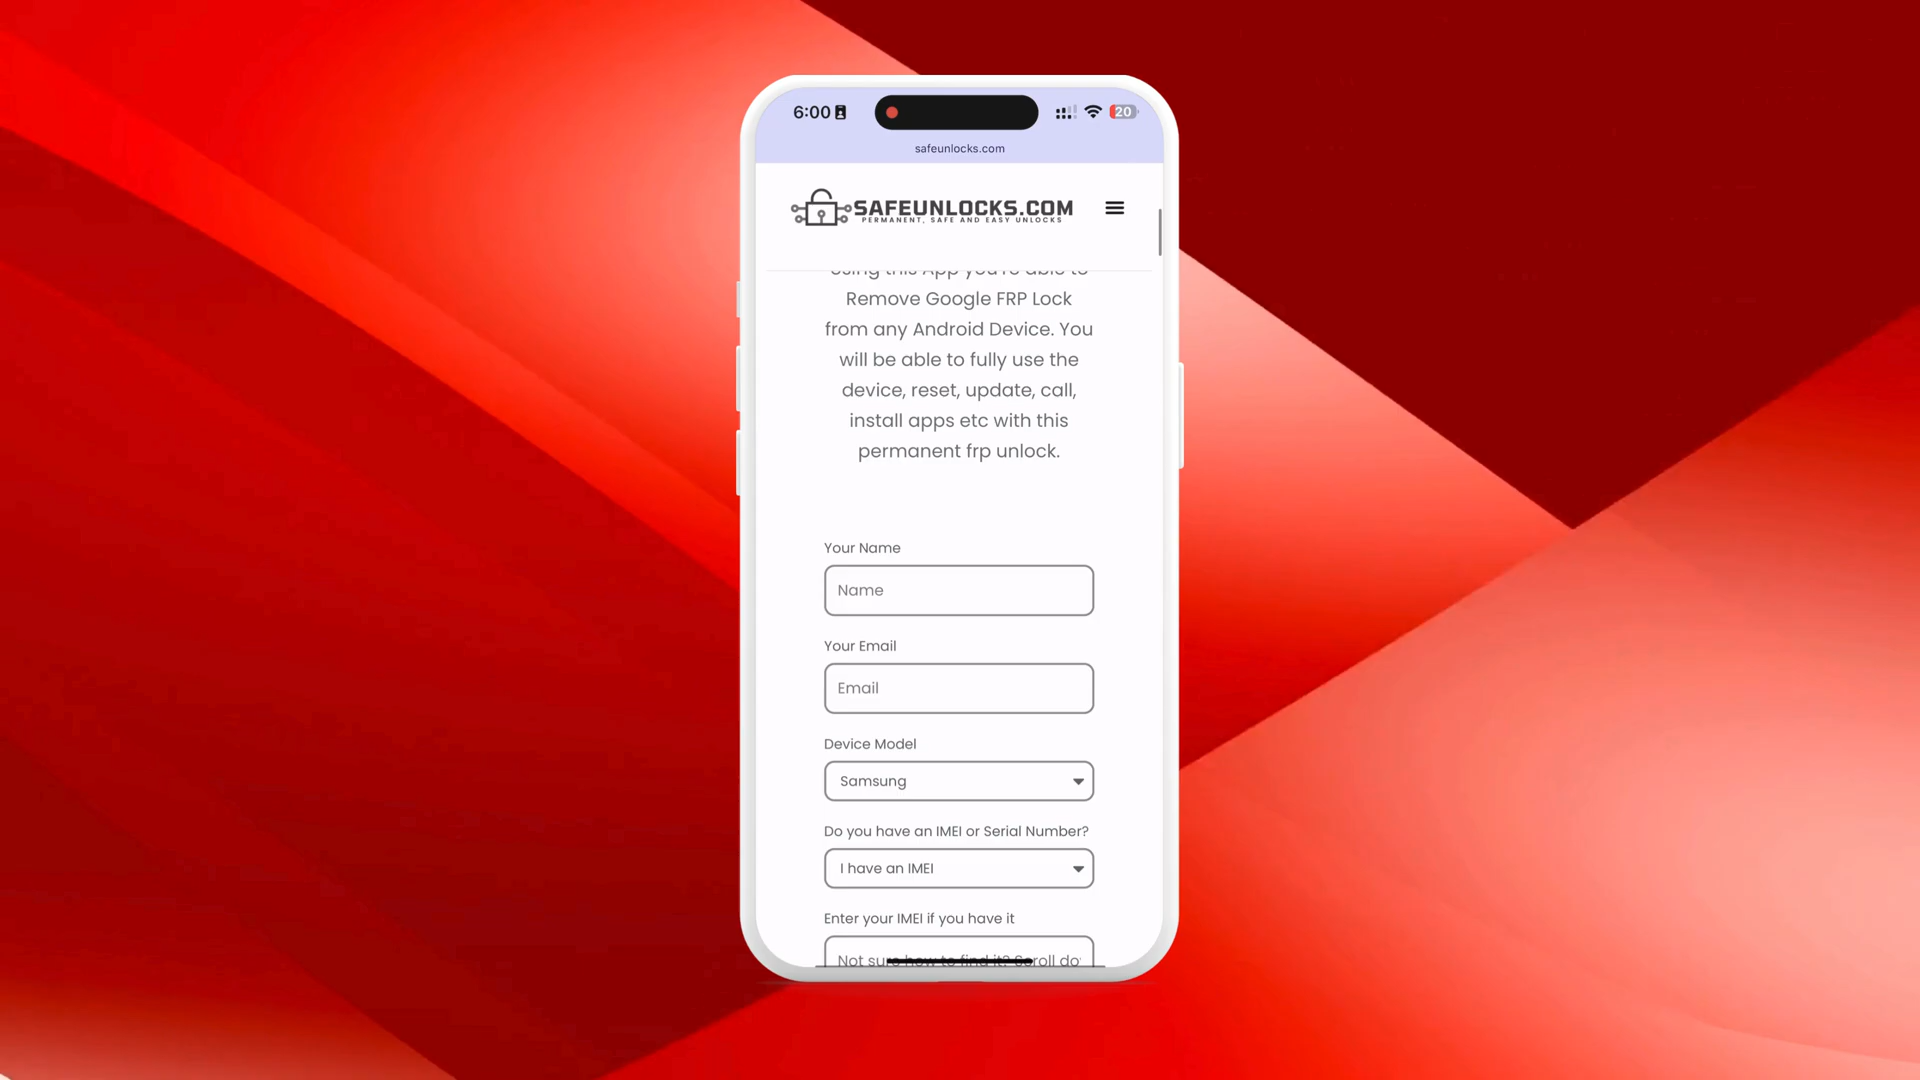 6:00
20
safeunlocks.com
SAFEUNLOCKS.COM
PERMANENT, SAFE AND EASY UNLOCKS
Using this App you're able to
Remove Google FRP Lock
from any Android Device. You
will be able to fully use the
device, reset, update, call,
install apps etc with this
permanent frp unlock.
Your Name
Name
Your Email
Email
Device Model
Samsung
Do you have an IMEI or Serial Number?
I have an IMEI
Enter your IMEI if you have it
Not sure how to find it? Scroll do